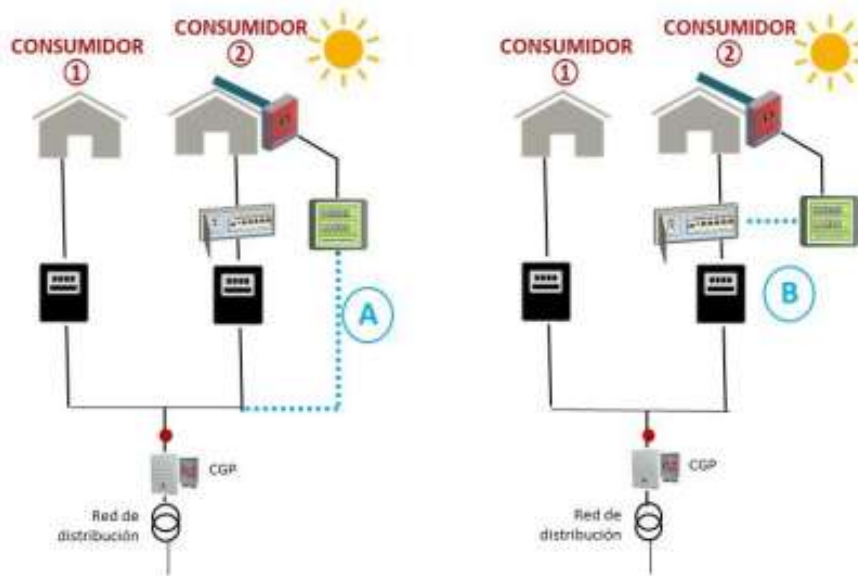 CONSUMIDOR
①
CONSUMIDOR
②
A
CGP
Red de
distribución
CONSUMIDOR
①
CONSUMIDOR
②
B
CGP
Red de
distribución